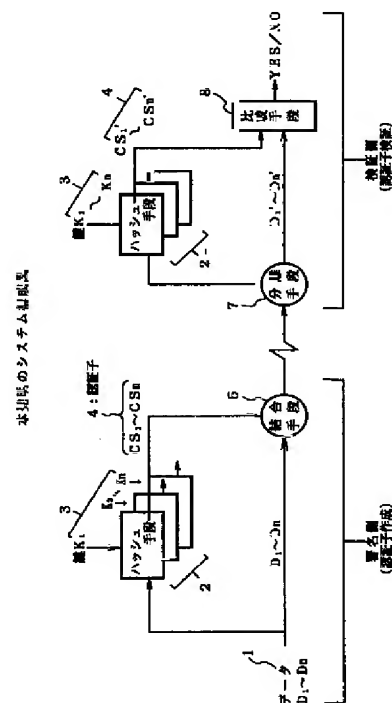 本発明のシステム構成図
データ
D₁~Dn
1
2
ハッシュ
手段
鍵K₁
K₂
Kn
3
4:認証子
CS₁~CSn
D₁~Dn
6
結合
手段
署名側
(認証子作成)
7
分離
手段
2
ハッシュ
手段
鍵K₁
Kn
3
4
CS₁'
CSn'
D₁'~Dn'
8
比較
手段
YES/NO
検証側
(認証子検証)